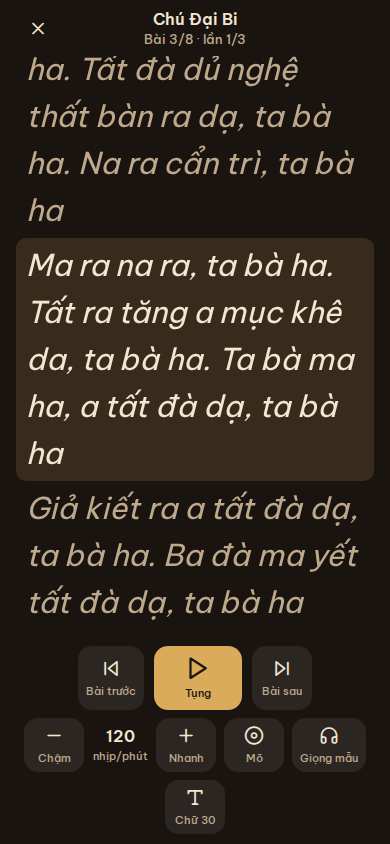 Chú Đại Bi
Bài 3/8 · lần 1/3
ha. Tất đà dủ nghệ
thất bàn ra dạ, ta bà
ha. Na ra cẩn trì, ta bà
ha
Ma ra na ra, ta bà ha.
Tất ra tăng a mục khê
da, ta bà ha. Ta bà ma
ha, a tất đà dạ, ta bà
ha
Giả kiết ra a tất đà dạ,
ta bà ha. Ba đà ma yết
tất đà dạ, ta bà ha
Bài trước
Tụng
Bài sau
Chậm
120
nhịp/phút
Nhanh
Mõ
Giọng mẫu
Chữ 30